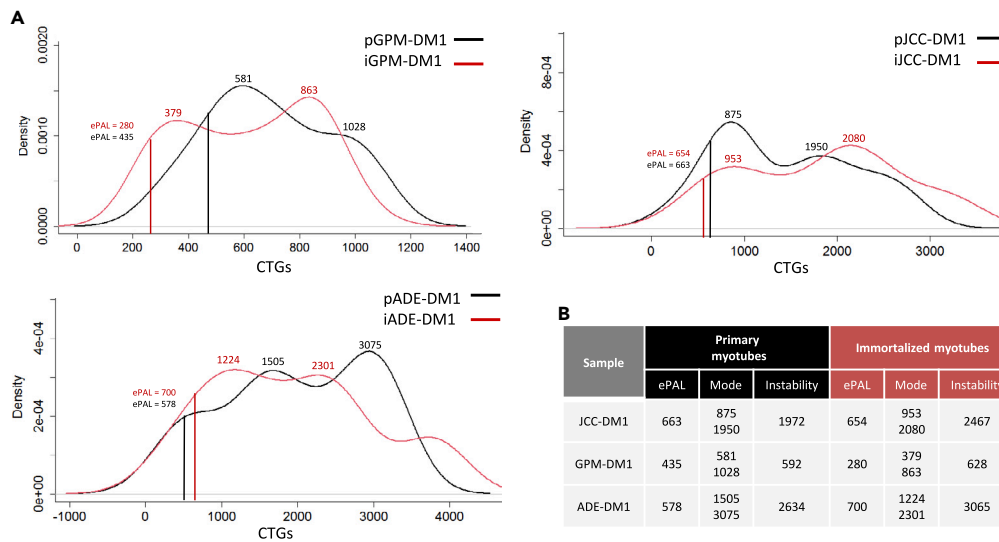 A
pGPM-DM1
iGPM-DM1
0.0020
0.0010
0.0000
Density
581
863
379
1028
ePAL = 280
ePAL = 435
0 200 400 600 800 1000 1200 1400
CTGs
pJCC-DM1
iJCC-DM1
8e-04
4e-04
0e+00
Density
875
1950
2080
953
ePAL = 654
ePAL = 663
0 1000 2000 3000
CTGs
pADE-DM1
iADE-DM1
4e-04
2e-04
0e+00
Density
1224
1505
2301
3075
ePAL = 700
ePAL = 578
-1000 0 1000 2000 3000 4000
CTGs
B
Sample Primary myotubes Immortalized myotubes
ePAL Mode Instability ePAL Mode Instability
JCC-DM1 663 875 1950 1972 654 953 2080 2467
GPM-DM1 435 581 1028 592 280 379 863 628
ADE-DM1 578 1505 3075 2634 700 1224 2301 3065